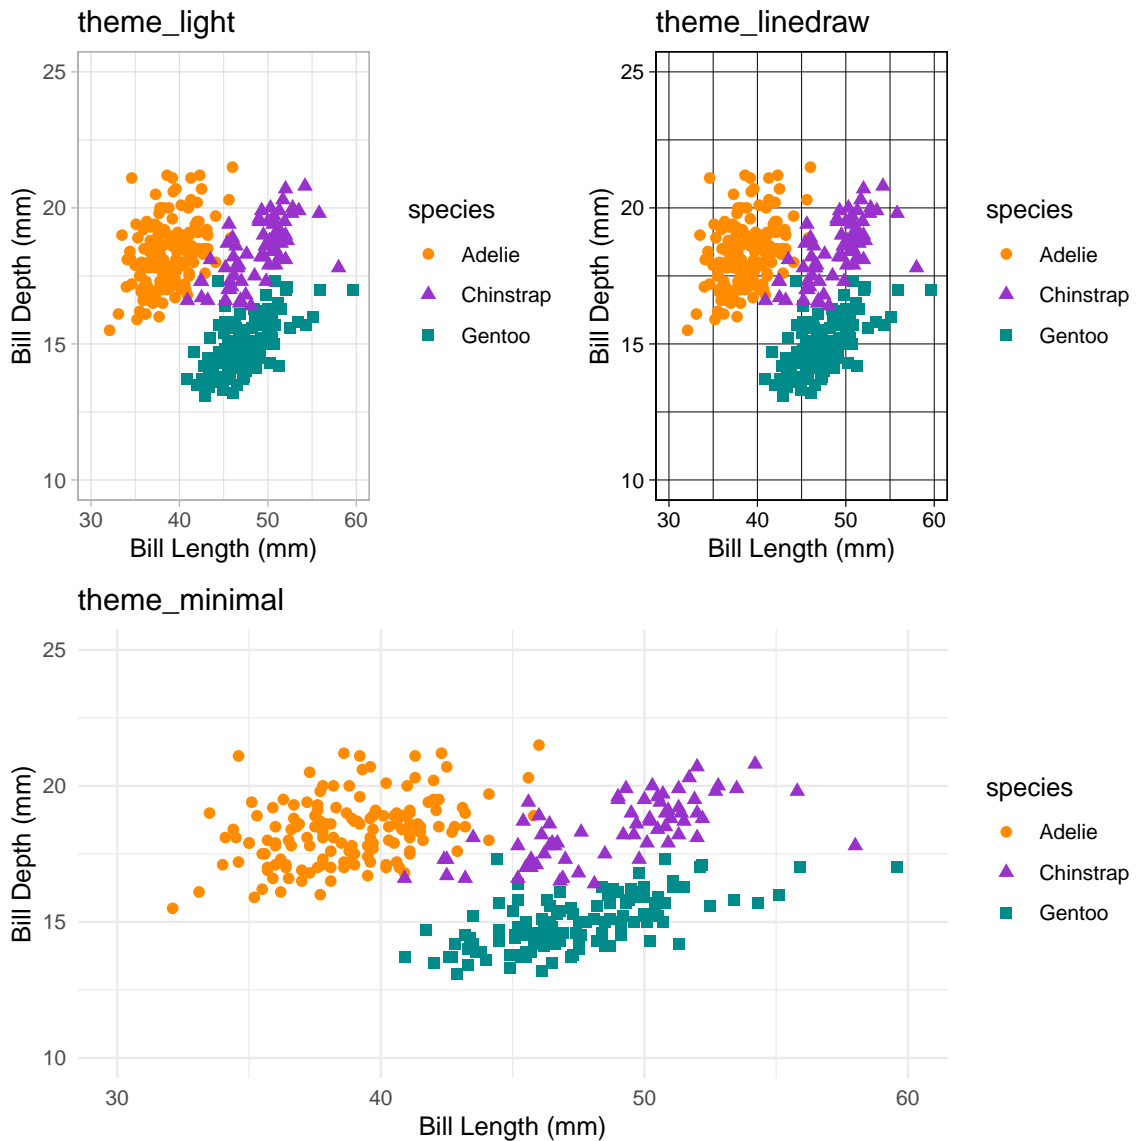 theme_light
25
20
15
10
30 40 50 60
Bill Length (mm)
Bill Depth (mm)
species
Adelie
Chinstrap
Gentoo
theme_linedraw
25
20
15
10
30 40 50 60
Bill Length (mm)
Bill Depth (mm)
species
Adelie
Chinstrap
Gentoo
theme_minimal
25
20
15
10
30 40 50 60
Bill Length (mm)
Bill Depth (mm)
species
Adelie
Chinstrap
Gentoo